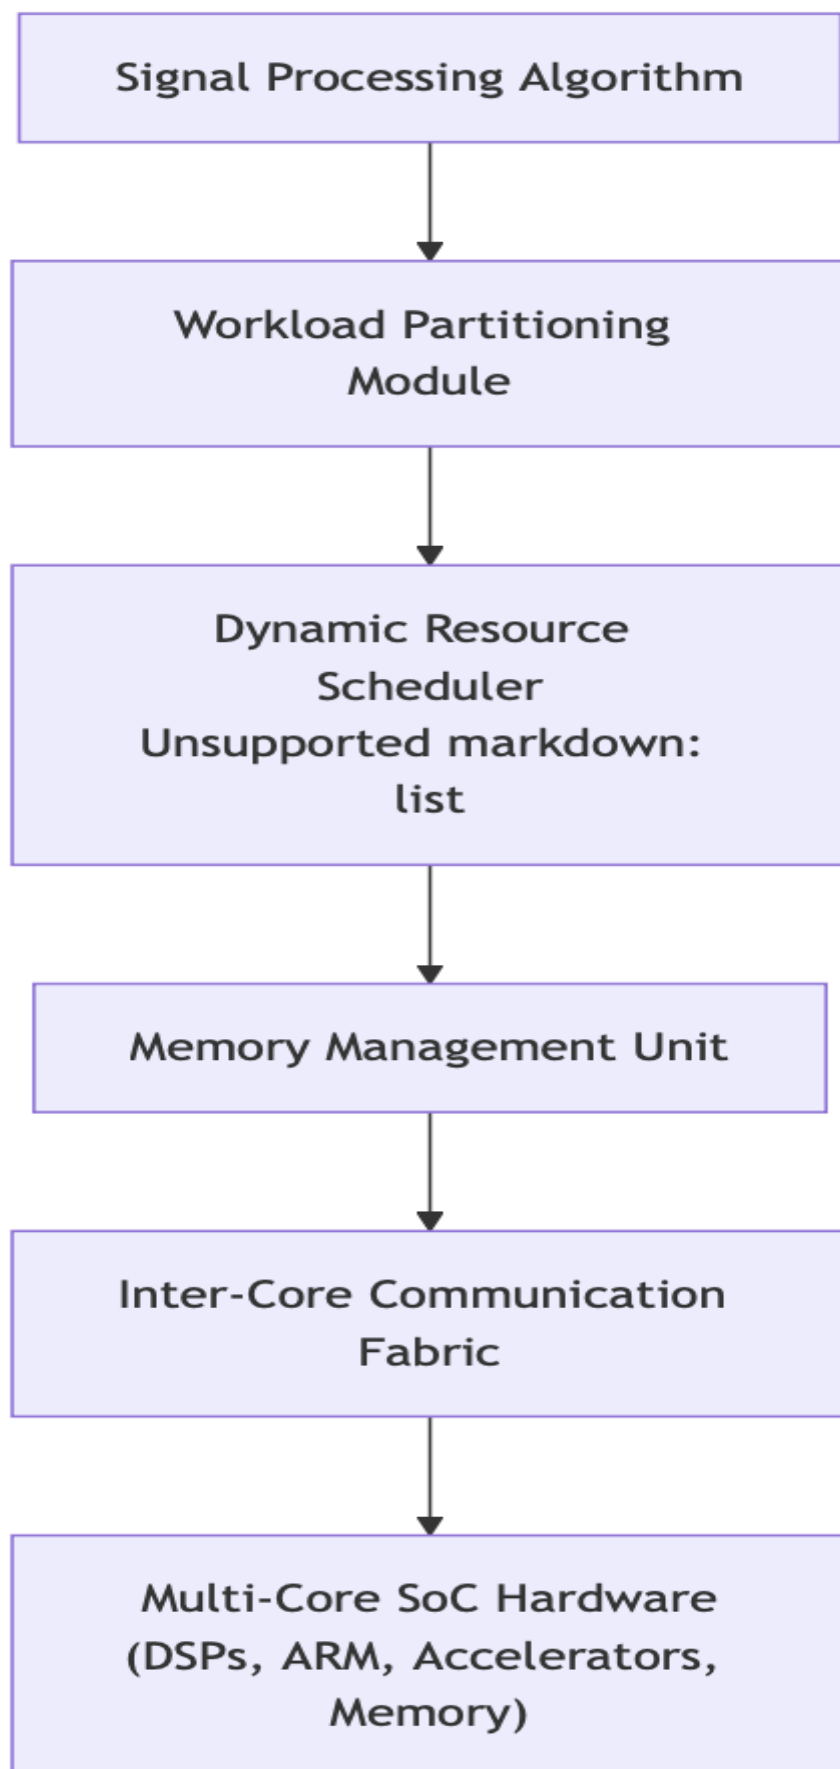 Signal Processing Algorithm
Workload Partitioning
Module
Dynamic Resource
Scheduler
Unsupported markdown:
list
Memory Management Unit
Inter-Core Communication
Fabric
Multi-Core SoC Hardware
(DSPs, ARM, Accelerators,
Memory)